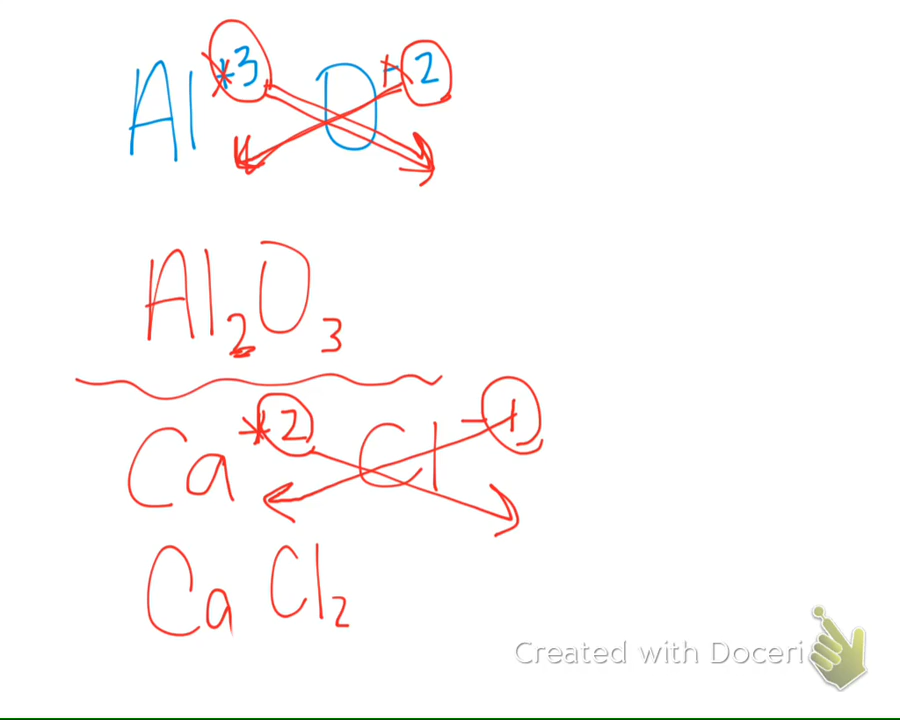 Al +3 O -2
Al₂O₃
Ca +2 Cl -1
CaCl₂
Created with Doceri